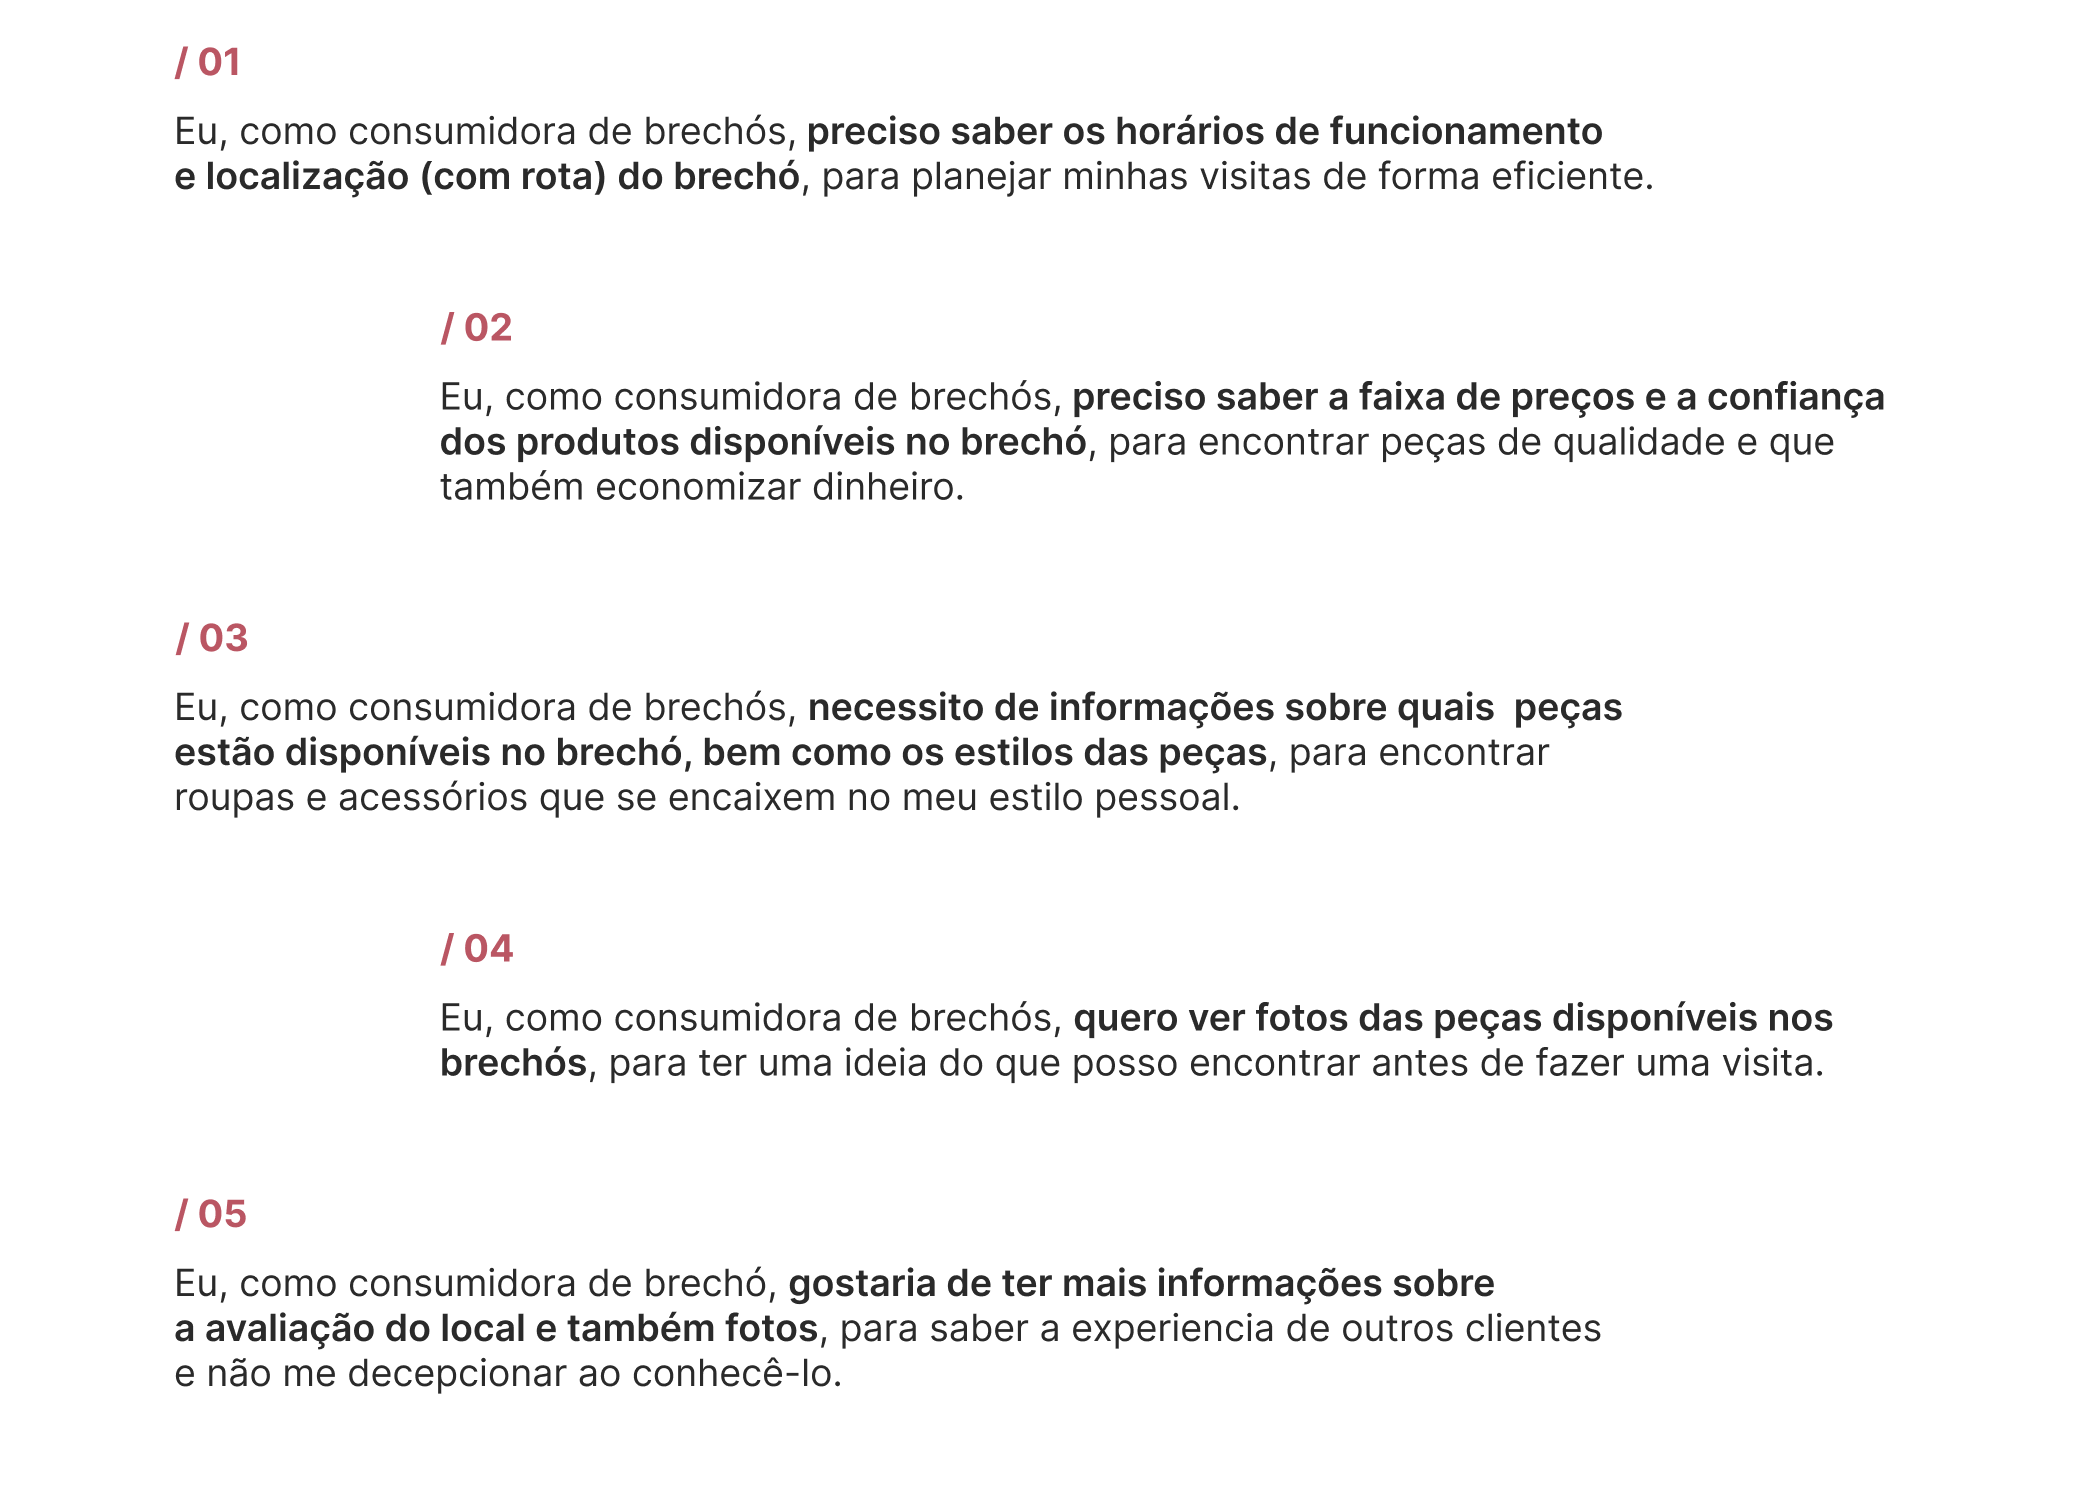 / 01
Eu, como consumidora de brechós, preciso saber os horários de funcionamento
e localização (com rota) do brechó, para planejar minhas visitas de forma eficiente.
/ 02
Eu, como consumidora de brechós, preciso saber a faixa de preços e a confiança
dos produtos disponíveis no brechó, para encontrar peças de qualidade e que
também economizar dinheiro.
/ 03
Eu, como consumidora de brechós, necessito de informações sobre quais  peças
estão disponíveis no brechó, bem como os estilos das peças, para encontrar
roupas e acessórios que se encaixem no meu estilo pessoal.
/ 04
Eu, como consumidora de brechós, quero ver fotos das peças disponíveis nos
brechós, para ter uma ideia do que posso encontrar antes de fazer uma visita.
/ 05
Eu, como consumidora de brechó, gostaria de ter mais informações sobre
a avaliação do local e também fotos, para saber a experiencia de outros clientes
e não me decepcionar ao conhecê-lo.